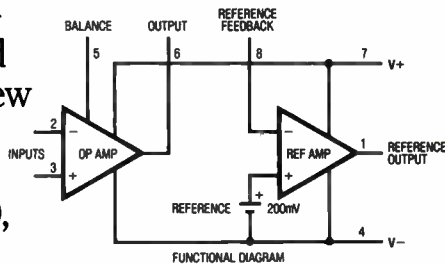 BALANCE
OUTPUT
REFERENCE
FEEDBACK
5
6
8
7
V+
ew
2
−
INPUTS
OP AMP
3
+
−
REF AMP
+
1
REFERENCE
OUTPUT
+
REFERENCE
200mV
4
V−
FUNCTIONAL DIAGRAM